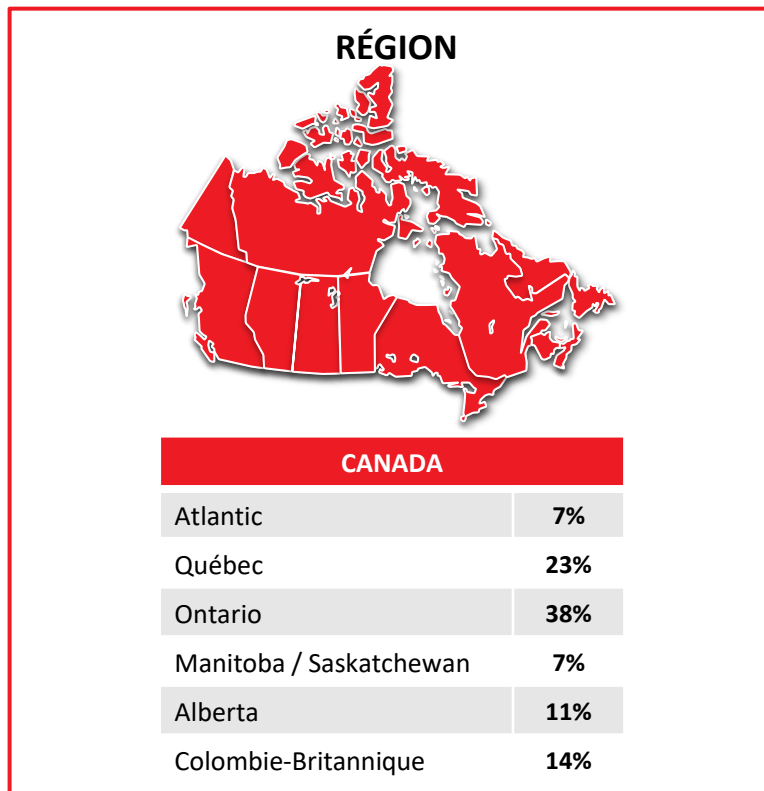 RÉGION
CANADA
Atlantic 7%
Québec 23%
Ontario 38%
Manitoba / Saskatchewan 7%
Alberta 11%
Colombie-Britannique 14%